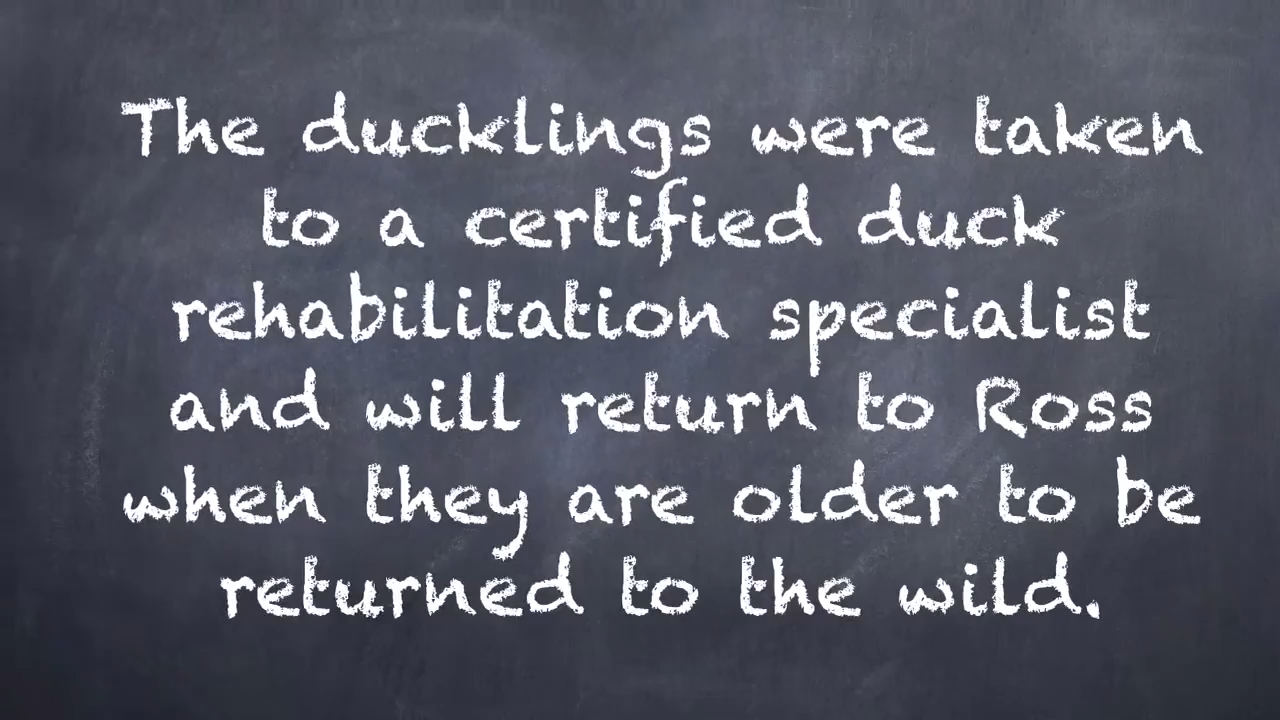 The ducklings were taken
to a certified duck
rehabilitation specialist
and will return to Ross
when they are older to be
returned to the wild.